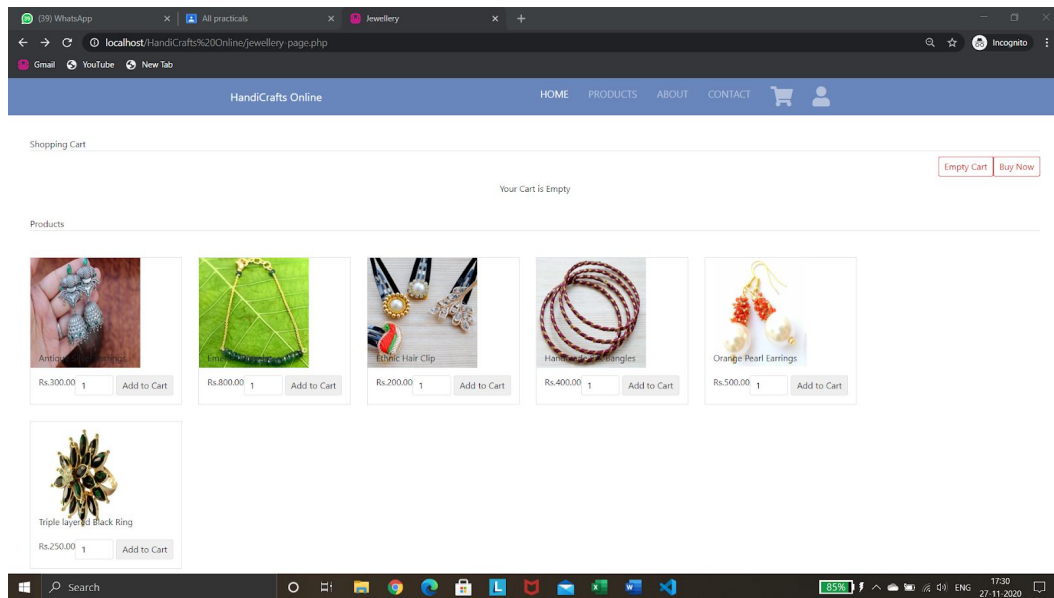 (39) WhatsApp
All practicals
Jewellery
localhost/HandiCrafts%20Online/jewellery-page.php
Incognito
Gmail
YouTube
New Tab
HandiCrafts Online
HOME
PRODUCTS
ABOUT
CONTACT
Shopping Cart
Empty Cart
Buy Now
Your Cart is Empty
Products
Ethnic Hair Clip
Orange Pearl Earrings
Rs.300.00 1 Add to Cart
Rs.800.00 1 Add to Cart
Rs.200.00 1 Add to Cart
Rs.400.00 1 Add to Cart
Rs.500.00 1 Add to Cart
Triple layered Black Ring
Rs.250.00 1 Add to Cart
Search
85%
ENG
17:30
27-11-2020